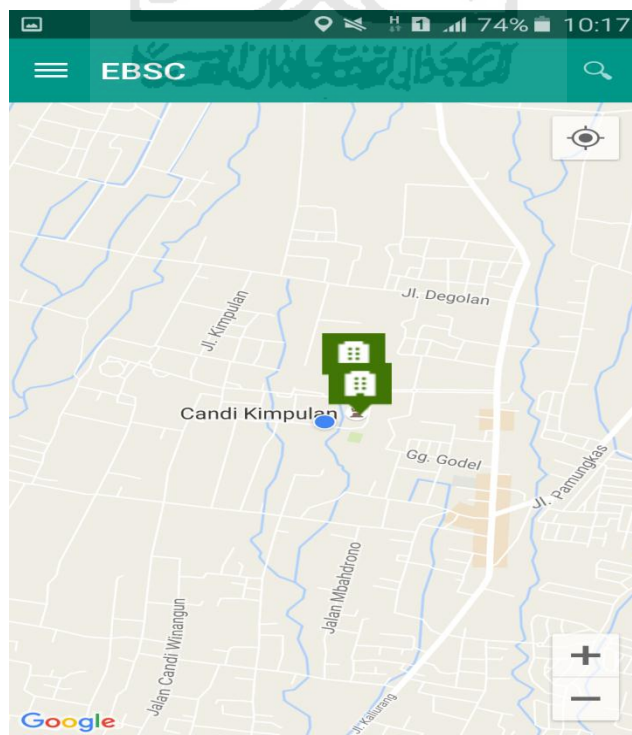 H 1 74% 10:17
EBSC
Jl. Degolan
Jl. Kimpulan
Candi Kimpulan
Gg. Godel
Jl. Pamungkas
Jalan Mbahdrono
Jalan Candi Winangun
Jl. Kaliurang
+
−
Google